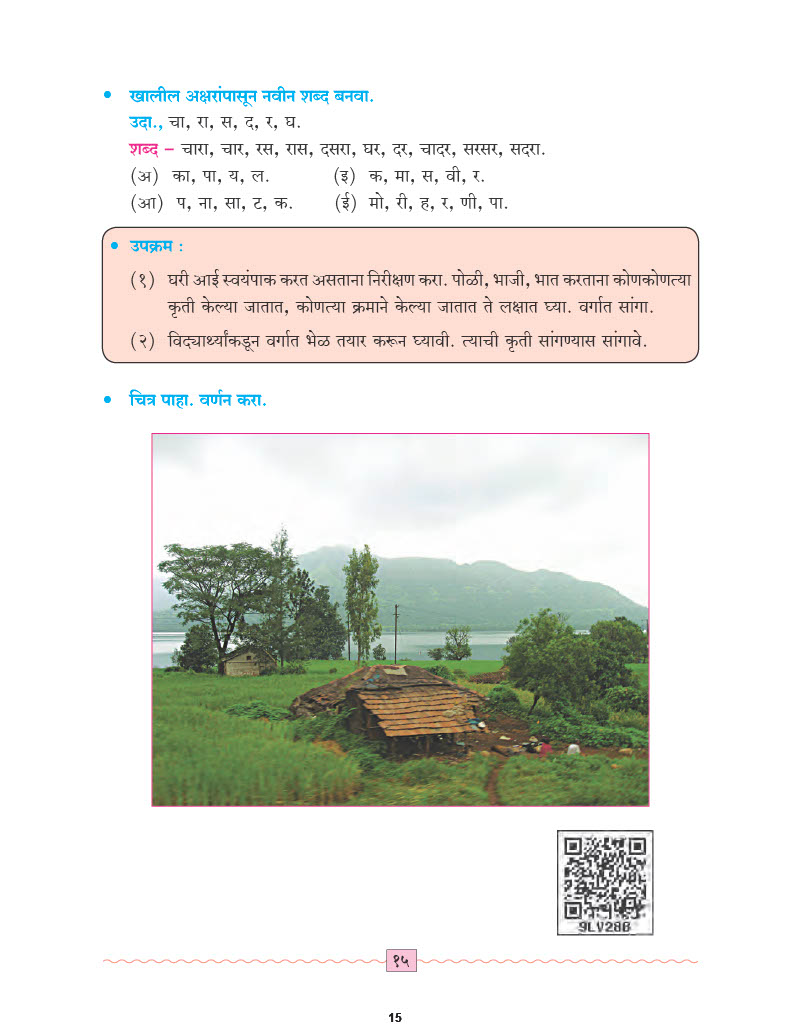 • खालील अक्षरांपासून नवीन शब्द बनवा.
उदा., चा, रा, स, द, र, घ.
शब्द – चारा, चार, रस, रास, दसरा, घर, दर, चादर, सरसर, सदरा.
(अ) का, पा, य, ल. (इ) क, मा, स, वी, र.
(आ) प, ना, सा, ट, क. (ई) मो, री, ह, र, णी, पा.
• उपक्रम :
(१) घरी आई स्वयंपाक करत असताना निरीक्षण करा. पोळी, भाजी, भात करताना कोणकोणत्या
कृती केल्या जातात, कोणत्या क्रमाने केल्या जातात ते लक्षात घ्या. वर्गात सांगा.
(२) विद्यार्थ्यांकडून वर्गात भेळ तयार करून घ्यावी. त्याची कृती सांगण्यास सांगावे.
• चित्र पाहा. वर्णन करा.
9LV28B
१५
15